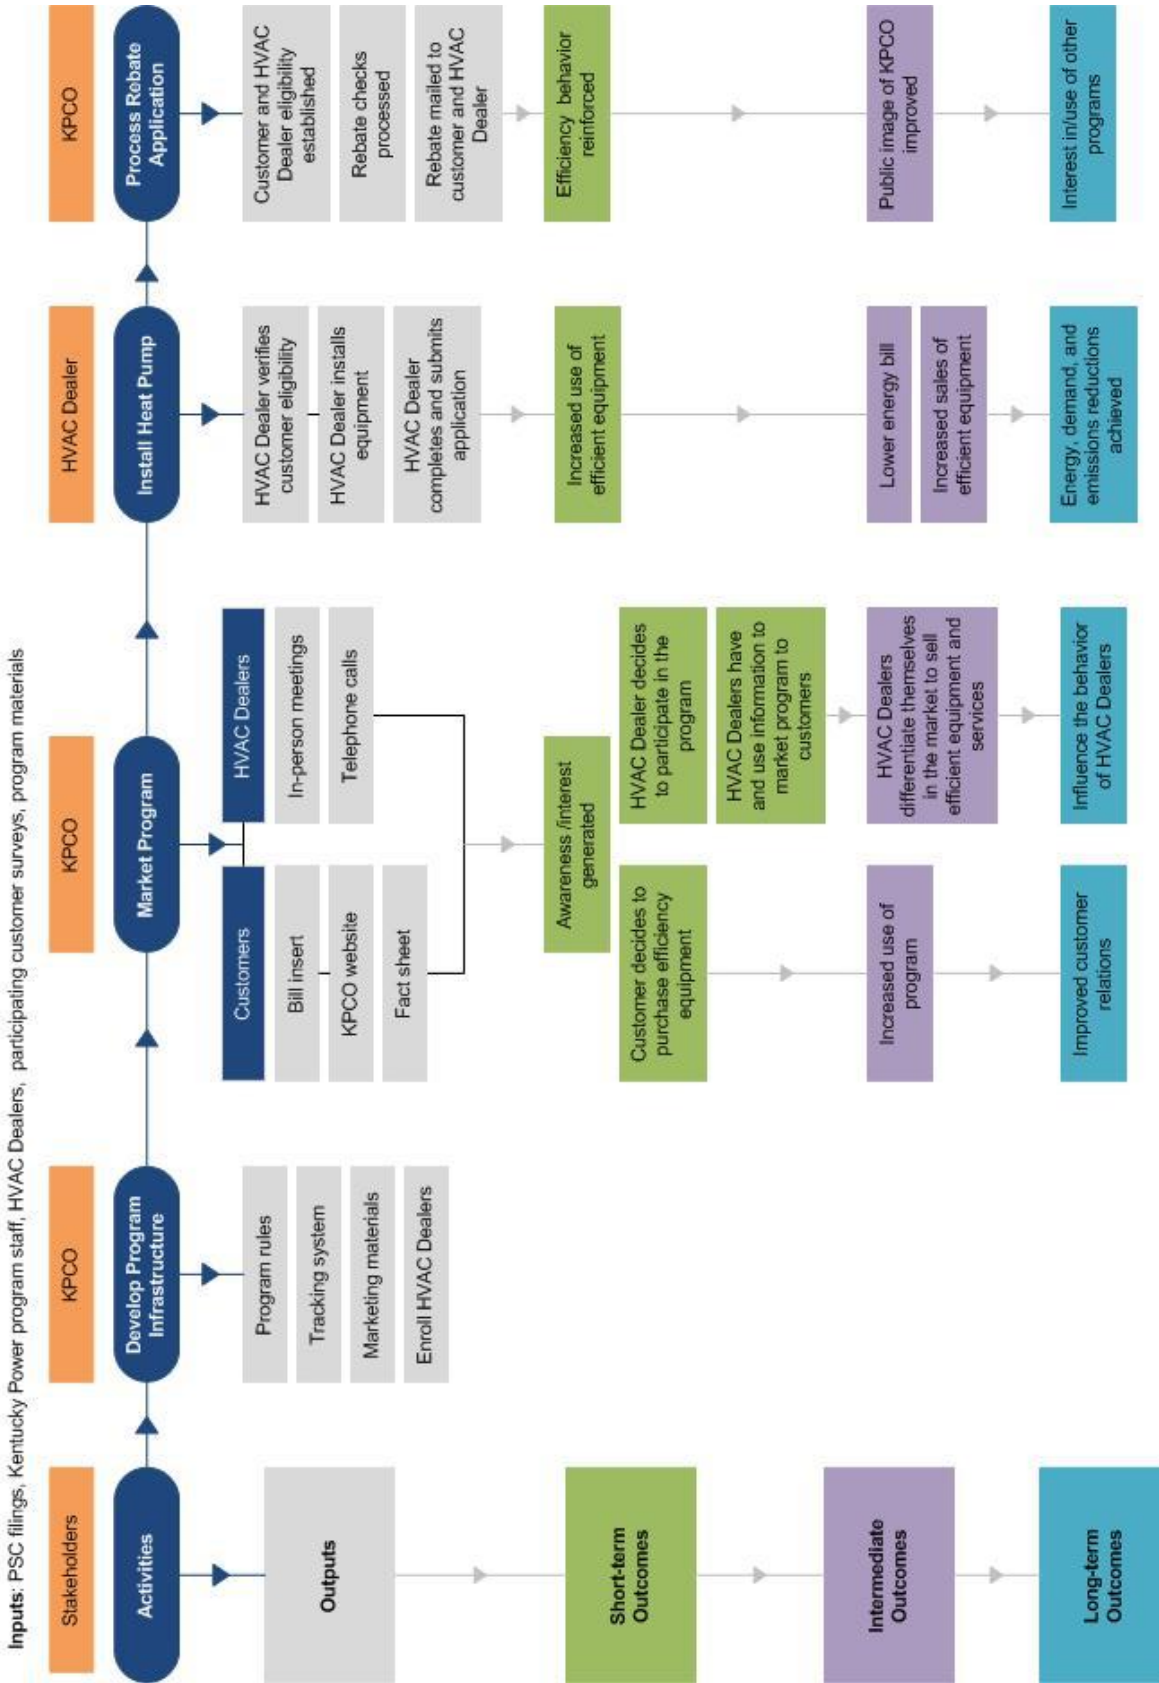 Inputs: PSC filings, Kentucky Power program staff, HVAC Dealers, participating customer surveys, program materials
Stakeholders
KPCO
KPCO
HVAC Dealer
KPCO
Activities
Develop Program
Infrastructure
Market Program
Install Heat Pump
Process Rebate
Application
Outputs
Program rules
Tracking system
Marketing materials
Enroll HVAC Dealers
Customers
Bill insert
KPCO website
Fact sheet
HVAC Dealers
In-person meetings
Telephone calls
HVAC Dealer verifies
customer eligibility
HVAC Dealer installs
equipment
HVAC Dealer
completes and submits
application
Customer and HVAC
Dealer eligibility
established
Rebate checks
processed
Rebate mailed to
customer and HVAC
Dealer
Short-term
Outcomes
Awareness /interest
generated
Customer decides to
purchase efficiency
equipment
HVAC Dealer decides
to participate in the
program
HVAC Dealers have
and use information to
market program to
customers
Increased use of
efficient equipment
Efficiency behavior
reinforced
Intermediate
Outcomes
Increased use of
program
HVAC Dealers
differentiate themselves
in the market to sell
efficient equipment and
services
Lower energy bill
Increased sales of
efficient equipment
Public image of KPCO
improved
Long-term
Outcomes
Improved customer
relations
Influence the behavior
of HVAC Dealers
Energy, demand, and
emissions reductions
achieved
Interest in/use of other
programs